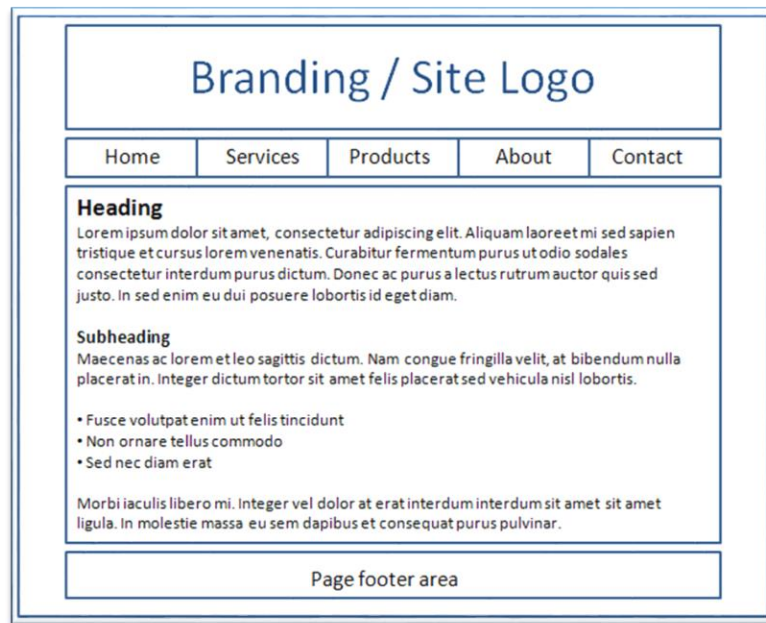 Branding / Site Logo
Home Services Products About Contact
Heading
Lorem ipsum dolor sit amet, consectetur adipiscing elit. Aliquam laoreet mi sed sapien
tristique et cursus lorem venenatis. Curabitur fermentum purus ut odio sodales
consectetur interdum purus dictum. Donec ac purus a lectus rutrum auctor quis sed
justo. In sed enim eu dui posuere lobortis id eget diam.
Subheading
Maecenas ac lorem et leo sagittis dictum. Nam congue fringilla velit, at bibendum nulla
placerat in. Integer dictum tortor sit amet felis placerat sed vehicula nisl lobortis.
• Fusce volutpat enim ut felis tincidunt
• Non ornare tellus commodo
• Sed nec diam erat
Morbi iaculis libero mi. Integer vel dolor at erat interdum interdum sit amet sit amet
ligula. In molestie massa eu sem dapibus et consequat purus pulvinar.
Page footer area